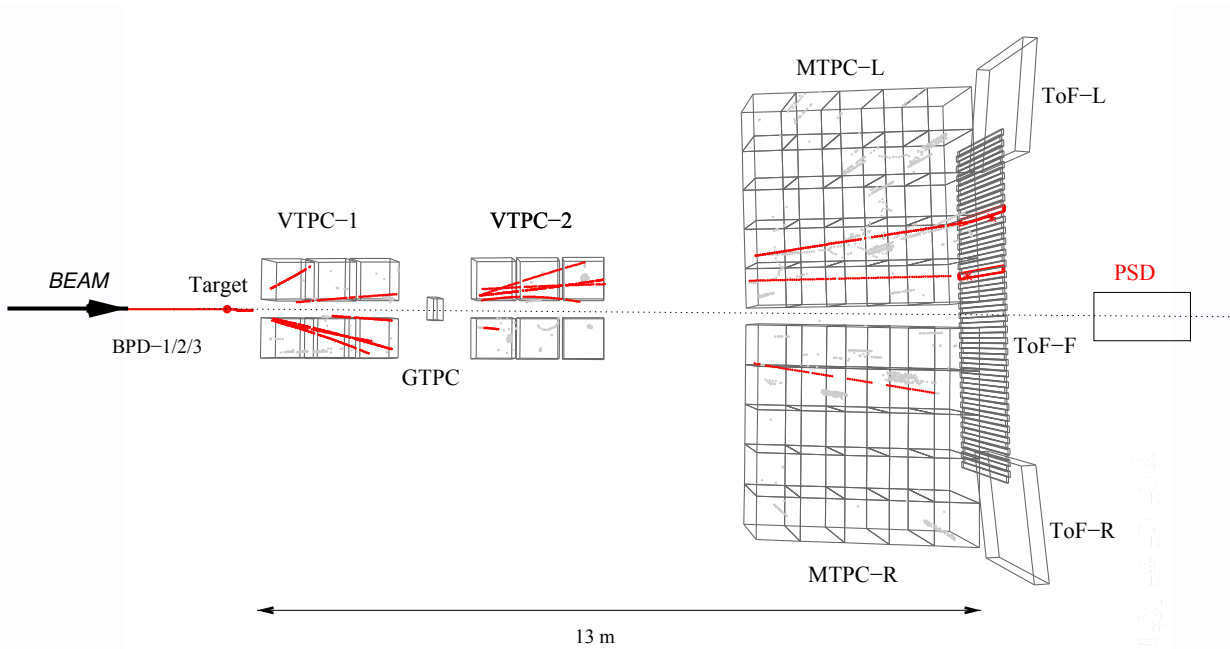 MTPC−L
ToF−L
VTPC−1
VTPC−2
BEAM
Target
PSD
BPD−1/2/3
GTPC
ToF−F
ToF−R
MTPC−R
13 m